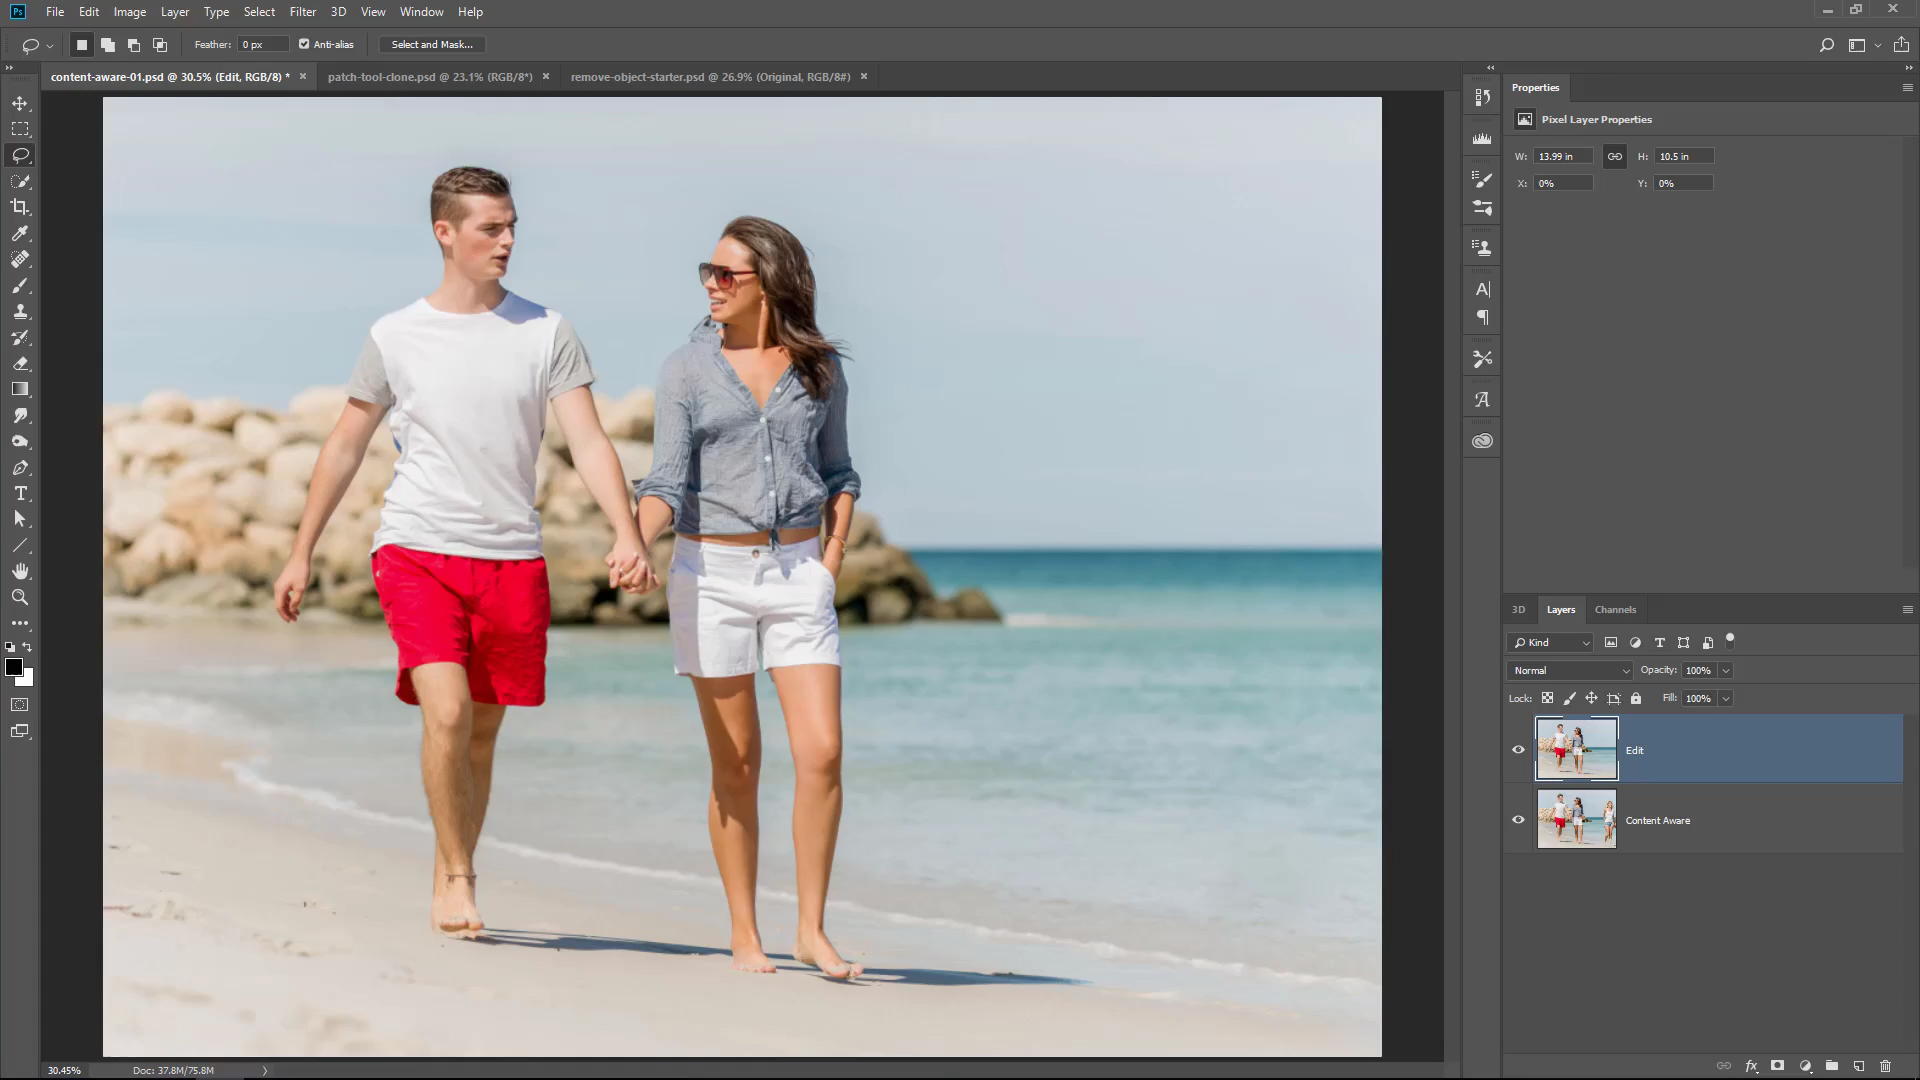 Ps File Edit Image Layer Type Select Filter 3D View Window Help
Feather: 0 px Anti-alias Select and Mask...
content-aware-01.psd @ 30.5% (Edit, RGB/8) * × patch-tool-clone.psd @ 23.1% (RGB/8*) × remove-object-starter.psd @ 26.9% (Original, RGB/8#) ×
Properties
Pixel Layer Properties
W: 13.99 in H: 10.5 in
X: 0% Y: 0%
3D Layers Channels
Kind
Normal Opacity: 100%
Lock: Fill: 100%
Edit
Content Aware
30.45% Doc: 37.8M/75.8M